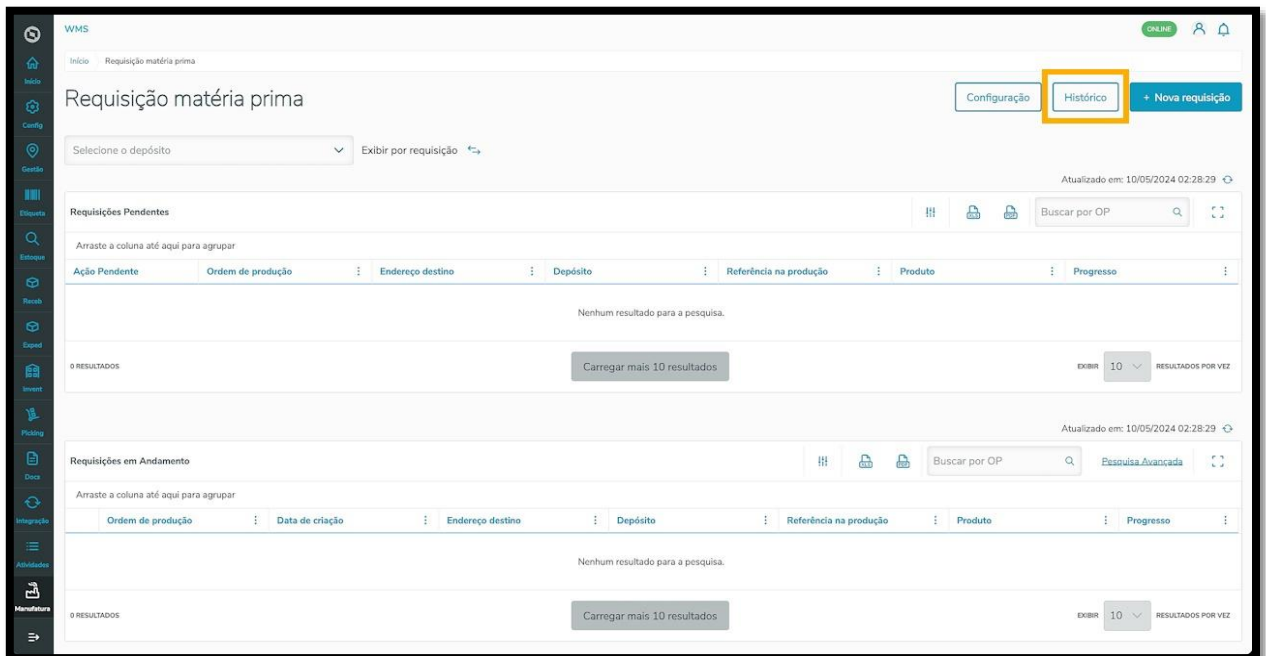 WMS
ONLINE
Início Requisição matéria prima
Requisição matéria prima
Configuração
Histórico
+ Nova requisição
Selecione o depósito
Exibir por requisição
Atualizado em: 10/05/2024 02:28:29
Requisições Pendentes
XLS
PDF
Buscar por OP
Arraste a coluna até aqui para agrupar
Ação Pendente Ordem de produção Endereço destino Depósito Referência na produção Produto Progresso
Nenhum resultado para a pesquisa.
0 RESULTADOS
Carregar mais 10 resultados
EXIBIR 10 RESULTADOS POR VEZ
Atualizado em: 10/05/2024 02:28:29
Requisições em Andamento
XLS
PDF
Buscar por OP
Pesquisa Avançada
Arraste a coluna até aqui para agrupar
Ordem de produção Data de criação Endereço destino Depósito Referência na produção Produto Progresso
Nenhum resultado para a pesquisa.
0 RESULTADOS
Carregar mais 10 resultados
EXIBIR 10 RESULTADOS POR VEZ
Início
Config
Gestão
Etiqueta
Estoque
Receb
Exped
Invent
Picking
Docs
Integração
Atividades
Manufatura